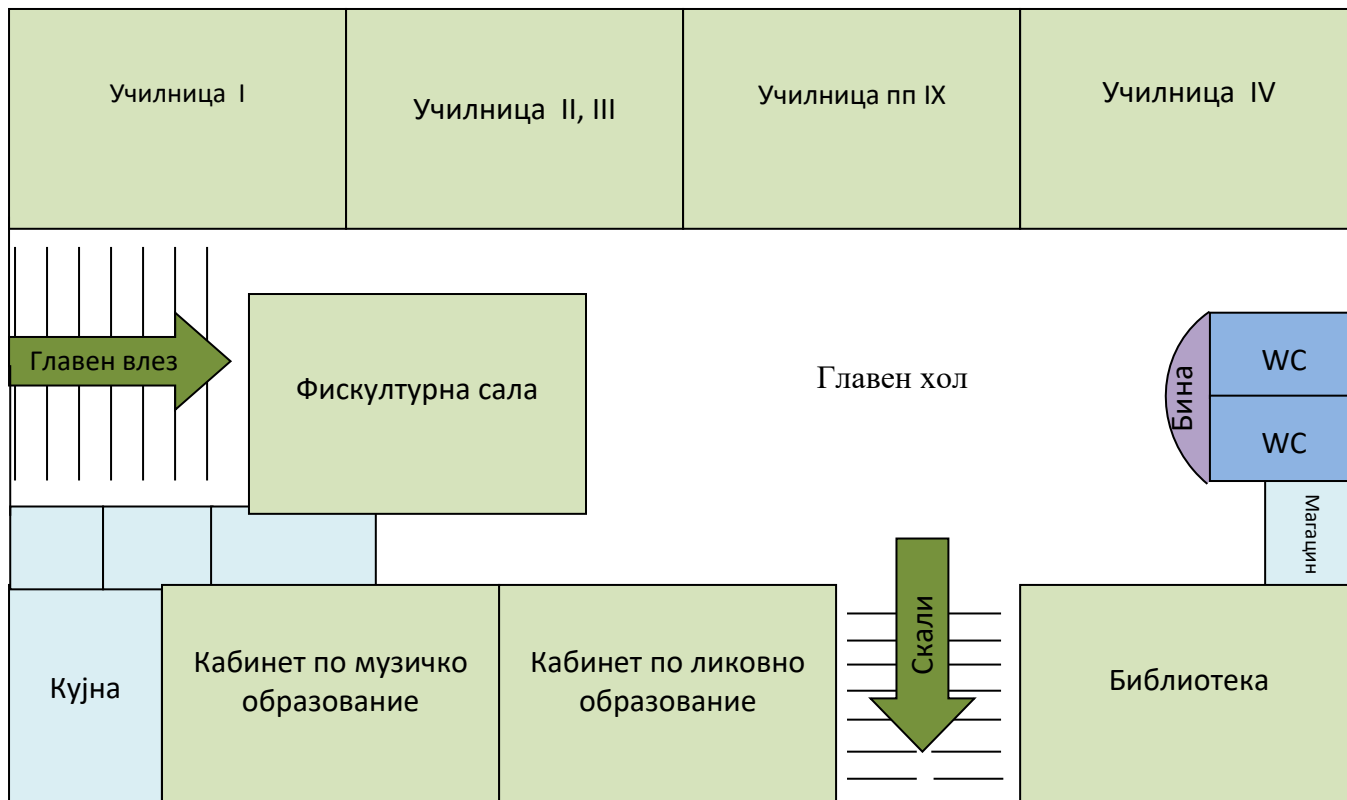 Училница I
Училница II, III
Училница пп IX
Училница IV
Главен влез
Фискултурна сала
Главен хол
Бина
WC
WC
Магацин
Кујна
Кабинет по музичко
образование
Кабинет по ликовно
образование
Скали
Библиотека